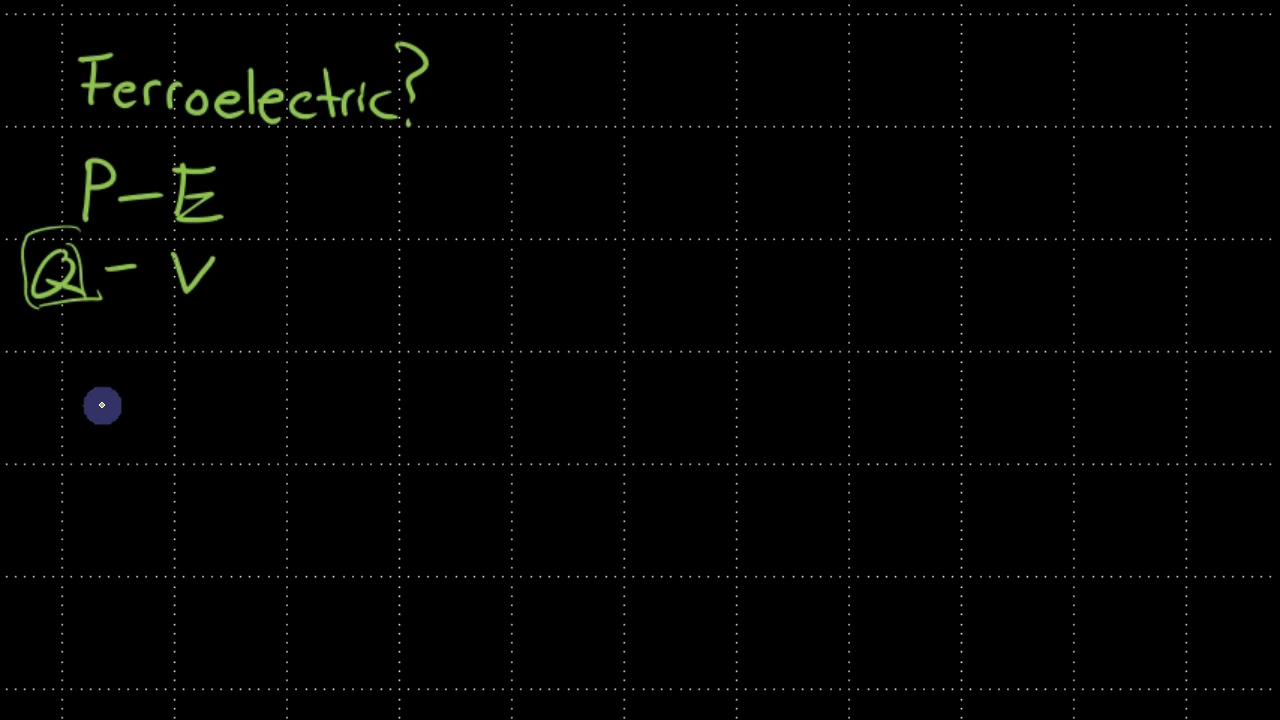 Ferroelectric?
P – E
Q – V